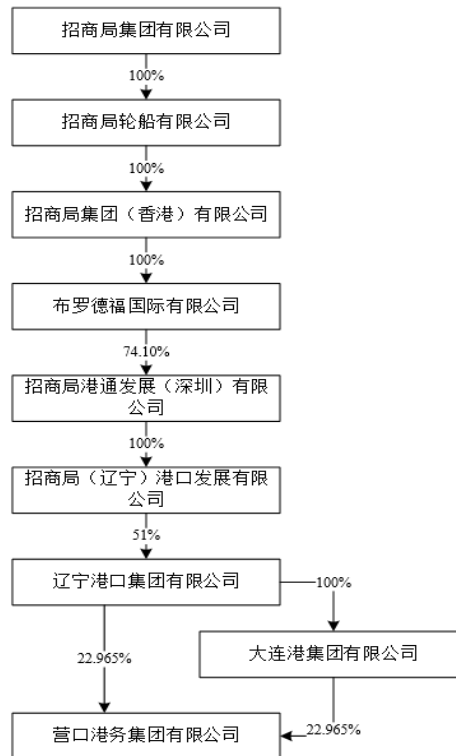 招商局集团有限公司
100%
招商局轮船有限公司
100%
招商局集团（香港）有限公司
100%
布罗德福国际有限公司
74.10%
招商局港通发展（深圳）有限
公司
100%
招商局（辽宁）港口发展有限
公司
51%
辽宁港口集团有限公司
100%
大连港集团有限公司
22.965%
22.965%
营口港务集团有限公司